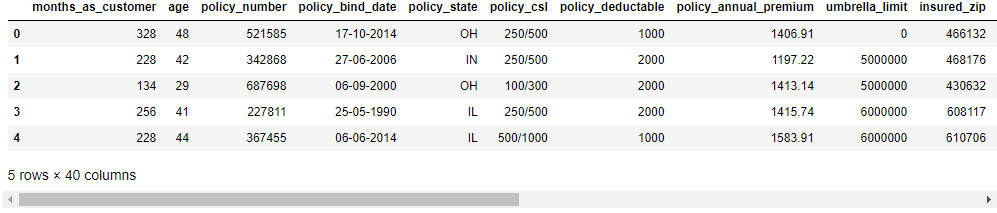 months_as_customer age policy_number policy_bind_date policy_state policy_csl policy_deductable policy_annual_premium umbrella_limit insured_zip
0 328 48 521585 17-10-2014 OH 250/500 1000 1406.91 0 466132
1 228 42 342868 27-06-2006 IN 250/500 2000 1197.22 5000000 468176
2 134 29 687698 06-09-2000 OH 100/300 2000 1413.14 5000000 430632
3 256 41 227811 25-05-1990 IL 250/500 2000 1415.74 6000000 608117
4 228 44 367455 06-06-2014 IL 500/1000 1000 1583.91 6000000 610706
5 rows × 40 columns